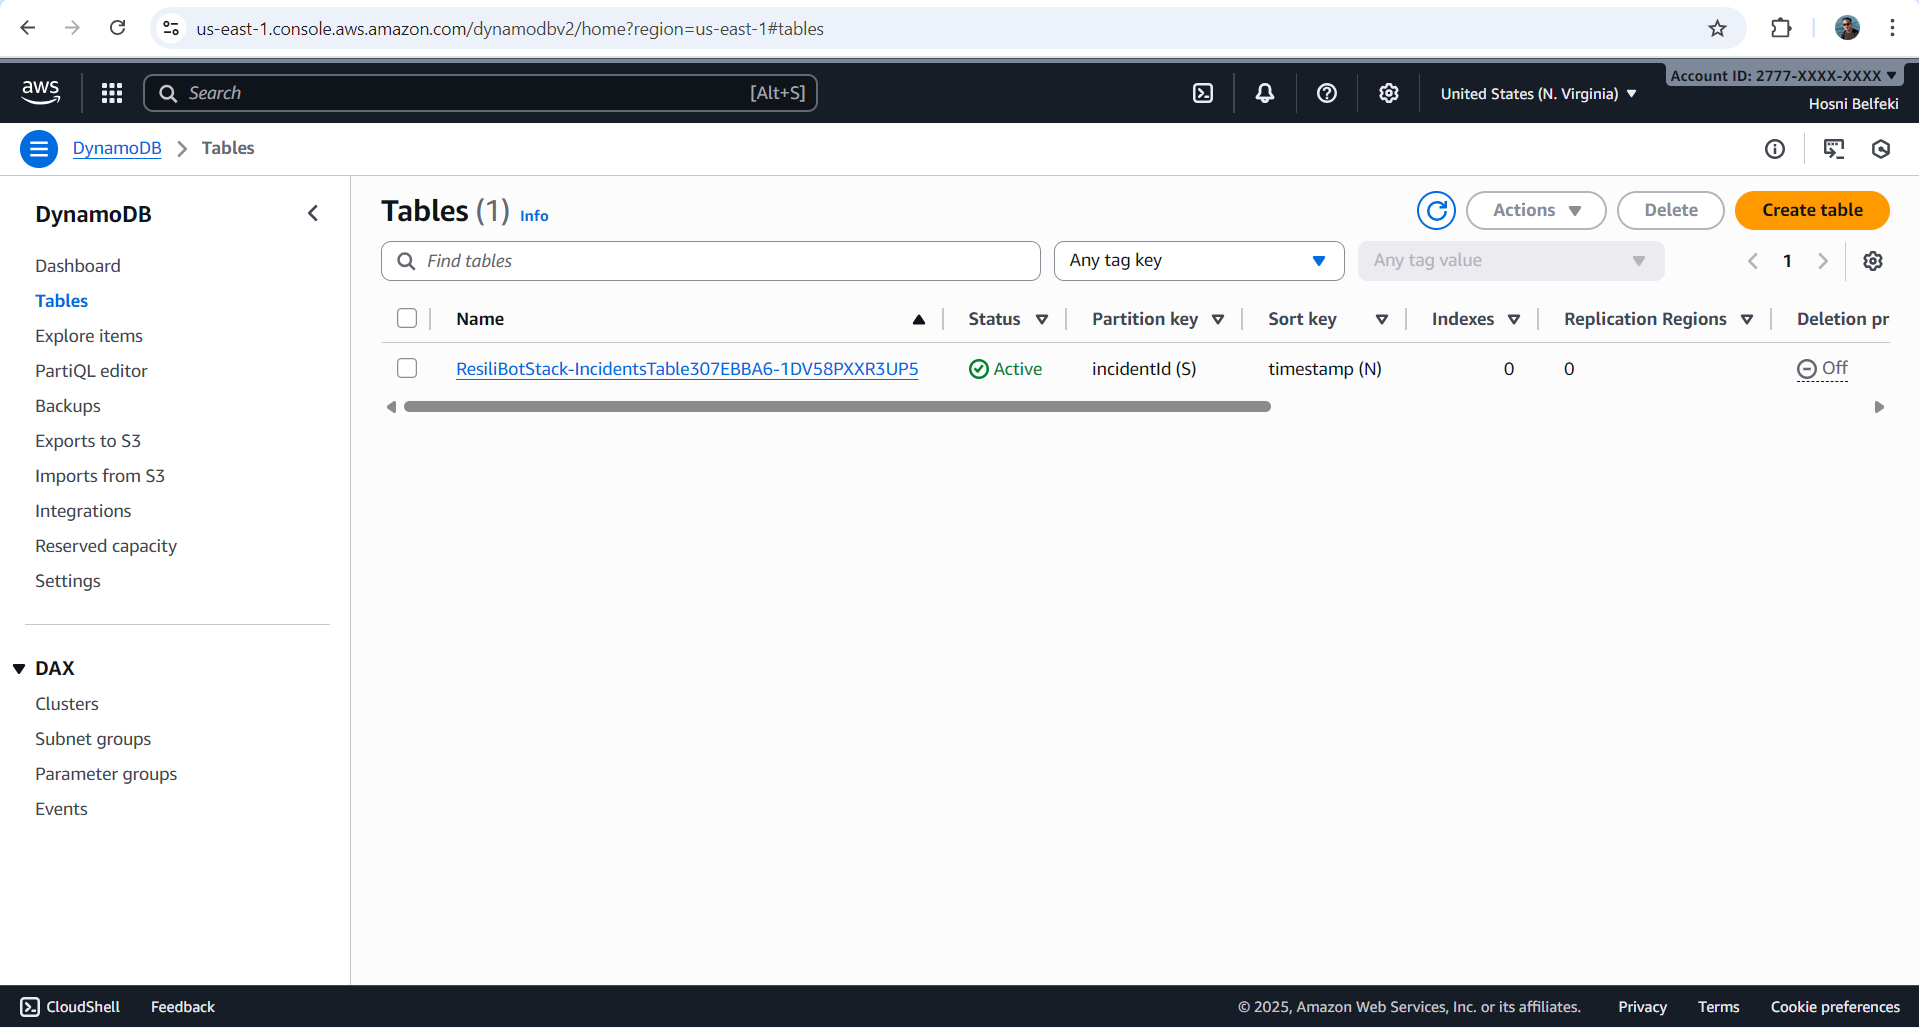 us-east-1.console.aws.amazon.com/dynamodbv2/home?region=us-east-1#tables
aws
Search
[Alt+S]
United States (N. Virginia)
Account ID: 2777-XXXX-XXXX
Hosni Belfeki
DynamoDB
Tables
DynamoDB
Dashboard
Tables
Explore items
PartiQL editor
Backups
Exports to S3
Imports from S3
Integrations
Reserved capacity
Settings
DAX
Clusters
Subnet groups
Parameter groups
Events
Tables (1) Info
Actions
Delete
Create table
Find tables
Any tag key
Any tag value
1
Name Status Partition key Sort key Indexes Replication Regions Deletion pr
ResiliBotStack-IncidentsTable307EBBA6-1DV58PXXR3UP5 Active incidentId (S) timestamp (N) 0 0 Off
CloudShell Feedback © 2025, Amazon Web Services, Inc. or its affiliates. Privacy Terms Cookie preferences